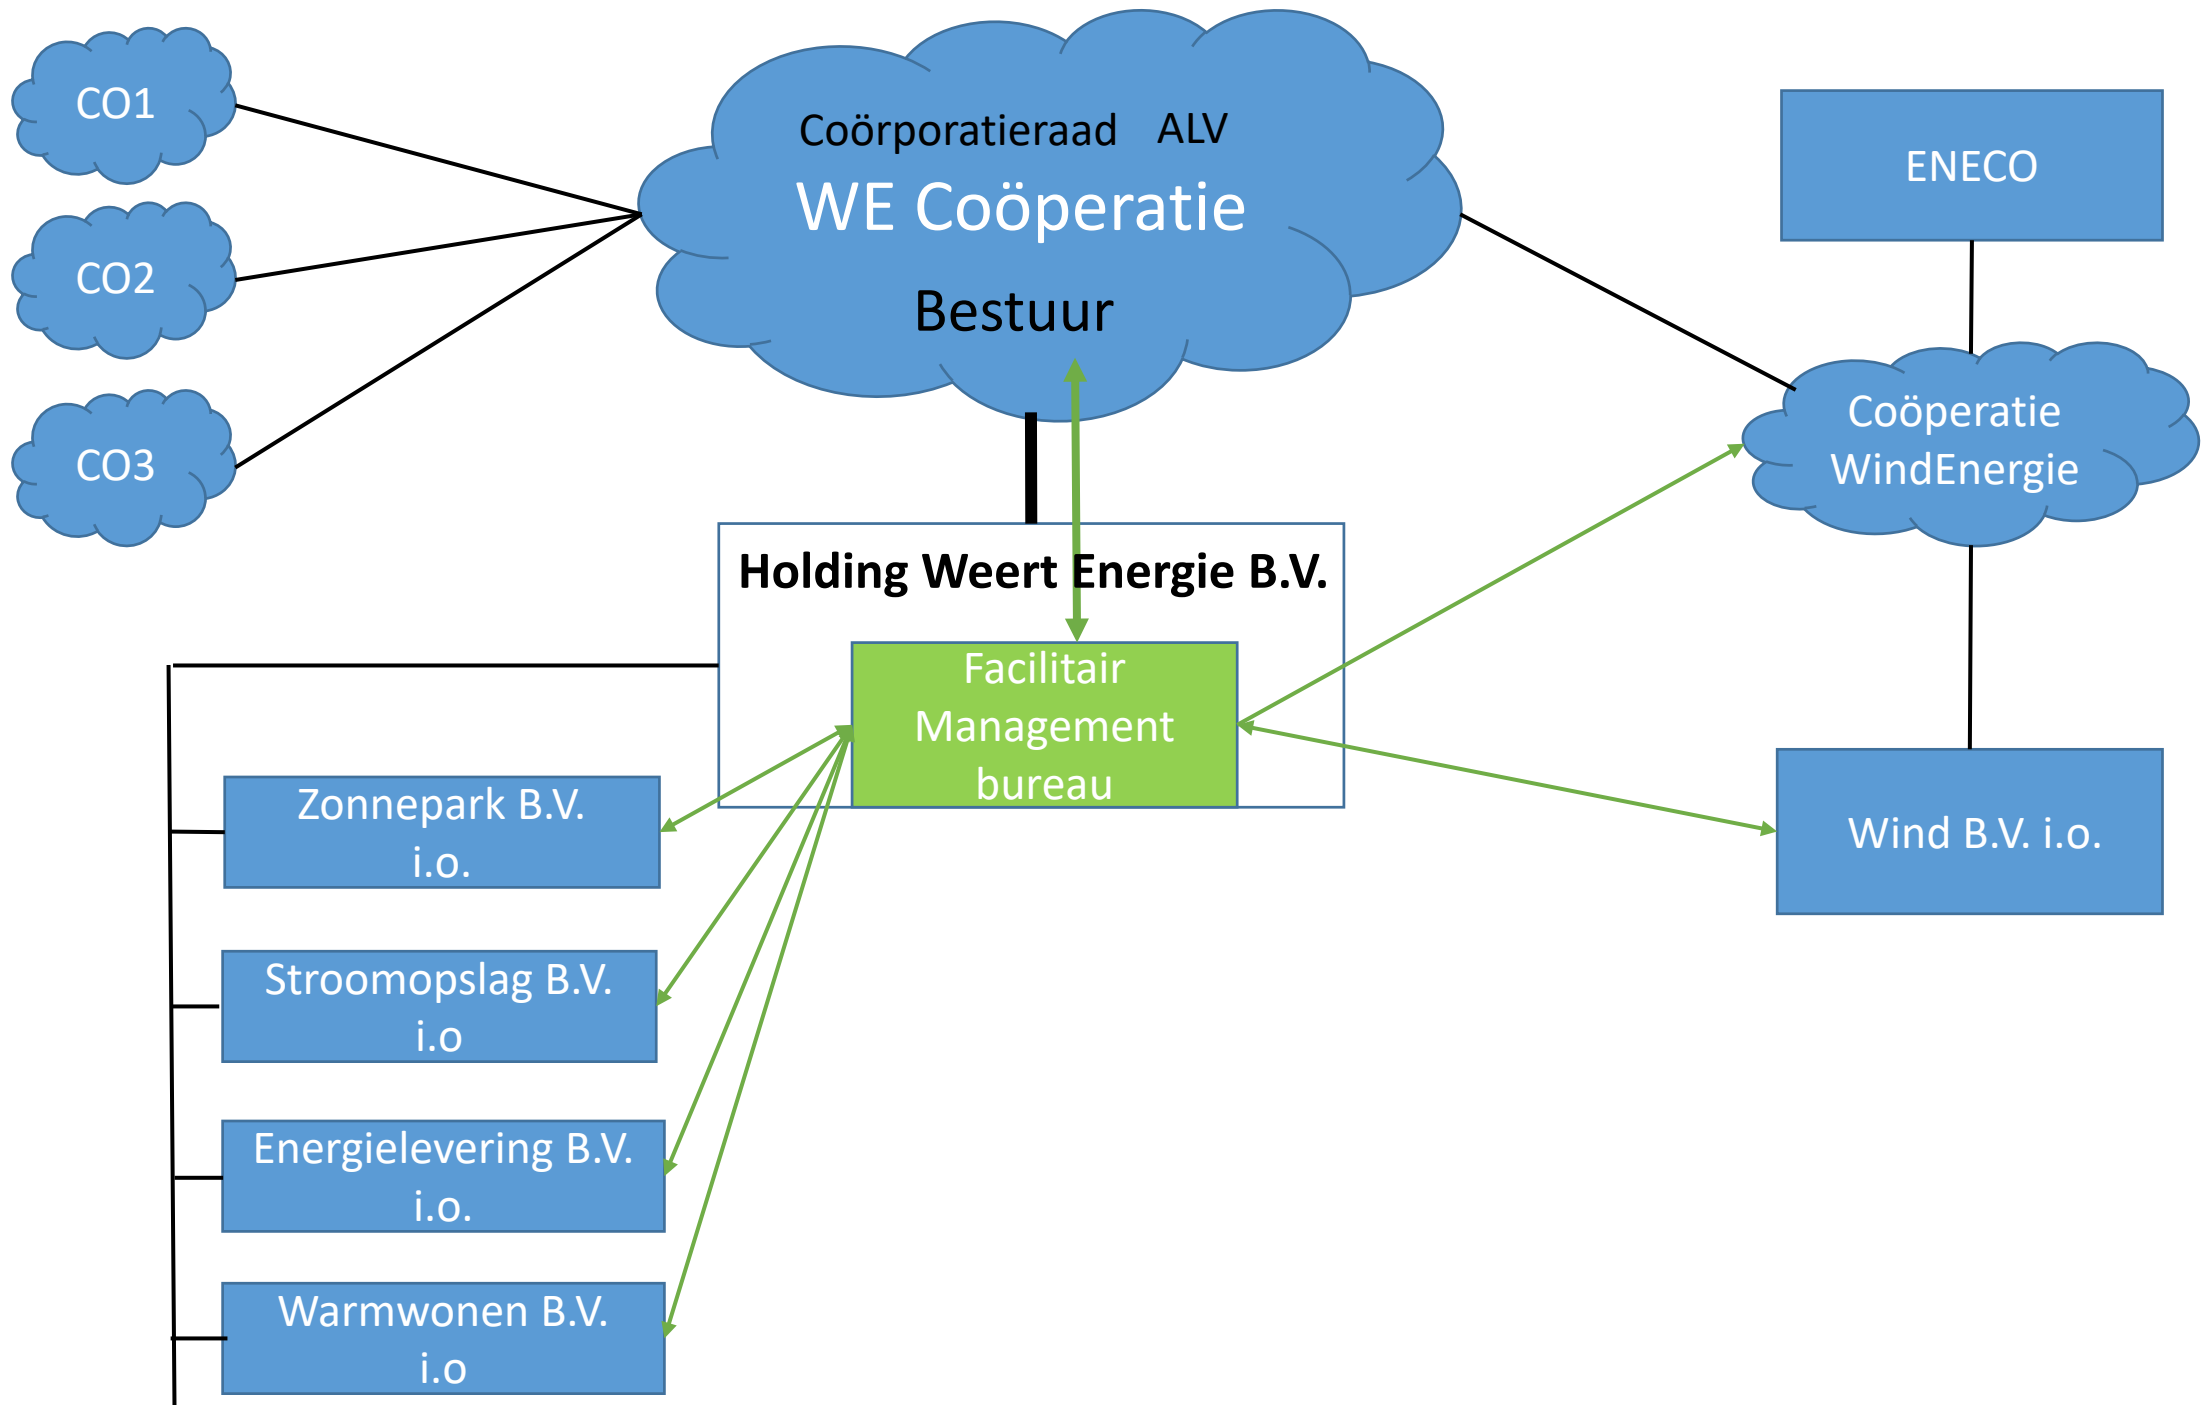 CO1
CO2
CO3
Coörporatieraad ALV
WE Coöperatie
Bestuur
ENECO
Coöperatie
WindEnergie
Holding Weert Energie B.V.
Facilitair
Management
bureau
Zonnepark B.V.
i.o.
Stroomopslag B.V.
i.o
Energielevering B.V.
i.o.
Warmwonen B.V.
i.o
Wind B.V. i.o.